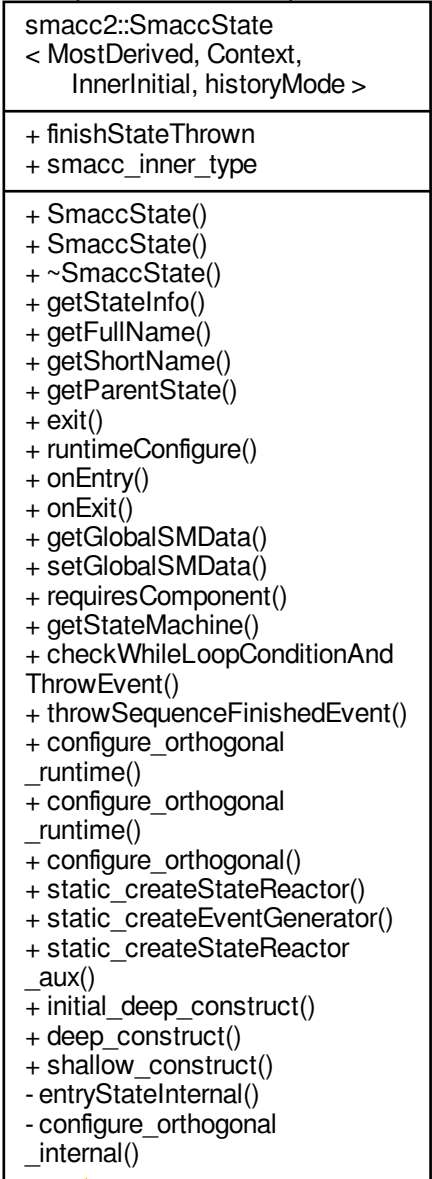 smacc2::SmaccState
< MostDerived, Context,
InnerInitial, historyMode >
+ finishStateThrown
+ smacc_inner_type
+ SmaccState()
+ SmaccState()
+ ~SmaccState()
+ getStateInfo()
+ getFullName()
+ getShortName()
+ getParentState()
+ exit()
+ runtimeConfigure()
+ onEntry()
+ onExit()
+ getGlobalSMData()
+ setGlobalSMData()
+ requiresComponent()
+ getStateMachine()
+ checkWhileLoopConditionAnd
ThrowEvent()
+ throwSequenceFinishedEvent()
+ configure_orthogonal
_runtime()
+ configure_orthogonal
_runtime()
+ configure_orthogonal()
+ static_createStateReactor()
+ static_createEventGenerator()
+ static_createStateReactor
_aux()
+ initial_deep_construct()
+ deep_construct()
+ shallow_construct()
- entryStateInternal()
- configure_orthogonal
_internal()